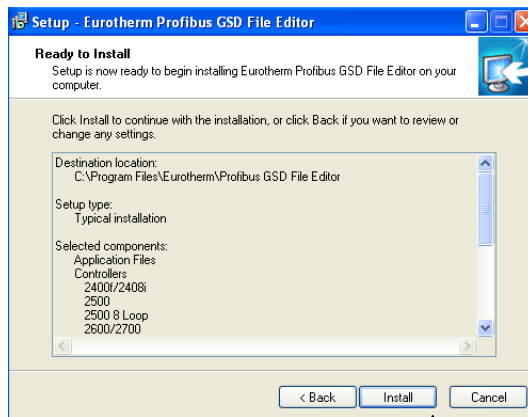 Setup - Eurotherm Profibus GSD File Editor
Ready to Install
Setup is now ready to begin installing Eurotherm Profibus GSD File Editor on your
computer.
Click Install to continue with the installation, or click Back if you want to review or
change any settings.
Destination location:
C:\Program Files\Eurotherm\Profibus GSD File Editor
Setup type:
Typical installation
Selected components:
Application Files
Controllers
2400f/2408i
2500
2500 8 Loop
2600/2700
< Back
Install
Cancel